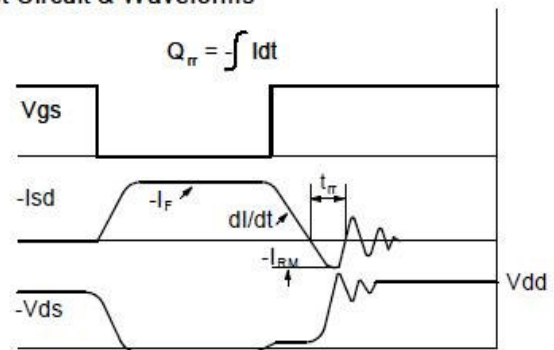 t Circuit & Waveforms
Qrr = -∫ Idt
Vgs
-Isd
-IF
dI/dt
trr
-IRM
Vdd
-Vds